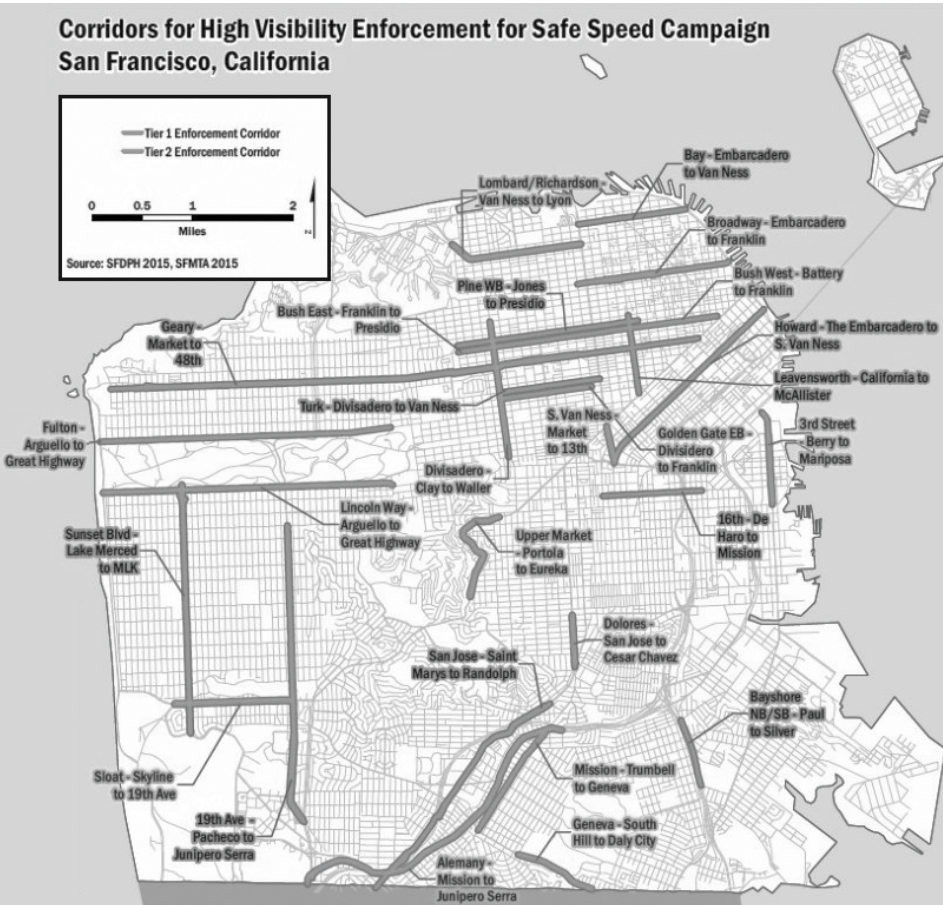 Corridors for High Visibility Enforcement for Safe Speed Campaign
San Francisco, California
Tier 1 Enforcement Corridor
Tier 2 Enforcement Corridor
0 0.5 1 2
Miles
N
Source: SFDPH 2015, SFMTA 2015
Bay - Embarcadero
to Van Ness
Lombard/Richardson -
Van Ness to Lyon
Broadway - Embarcadero
to Franklin
Bush West - Battery
to Franklin
Pine WB - Jones
to Presidio
Bush East - Franklin to
Presidio
Geary -
Market to
48th
Howard - The Embarcadero to
S. Van Ness
Leavensworth - California to
McAllister
Turk - Divisadero to Van Ness
S. Van Ness -
Market
to 13th
Golden Gate EB -
Divisidero
to Franklin
3rd Street
- Berry to
Mariposa
Fulton -
Arguello to
Great Highway
Divisadero -
Clay to Waller
Lincoln Way -
Arguello to
Great Highway
16th - De
Haro to
Mission
Sunset Blvd -
Lake Merced
to MLK
Upper Market
- Portola
to Eureka
Dolores -
San Jose to
Cesar Chavez
San Jose - Saint
Marys to Randolph
Bayshore
NB/SB - Paul
to Silver
Sloat - Skyline
to 19th Ave
Mission - Trumbell
to Geneva
19th Ave -
Pacheco to
Junipero Serra
Geneva - South
Hill to Daly City
Alemany -
Mission to
Junipero Serra